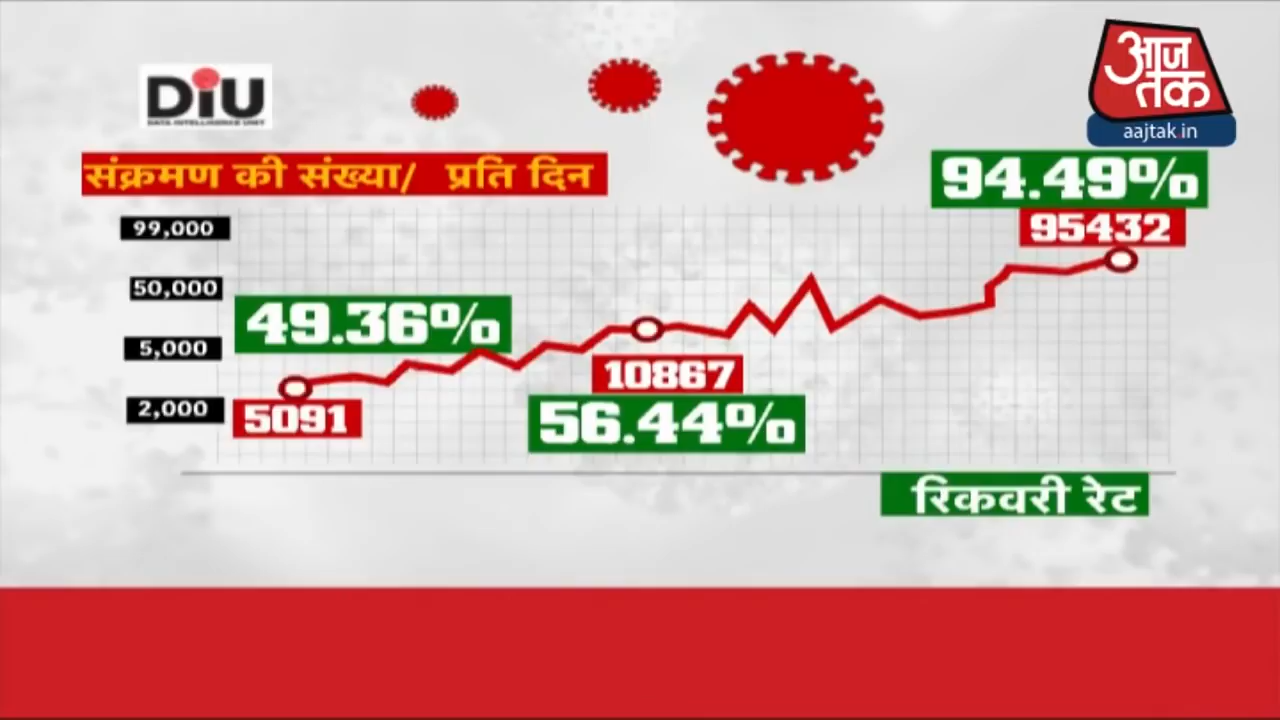 आज तक
aajtak.in
DiU
DATA INTELLIGENCE UNIT
संक्रमण की संख्या/ प्रति दिन
94.49%
95432
99,000
50,000
49.36%
5,000
10867
2,000
5091
56.44%
रिकवरी रेट